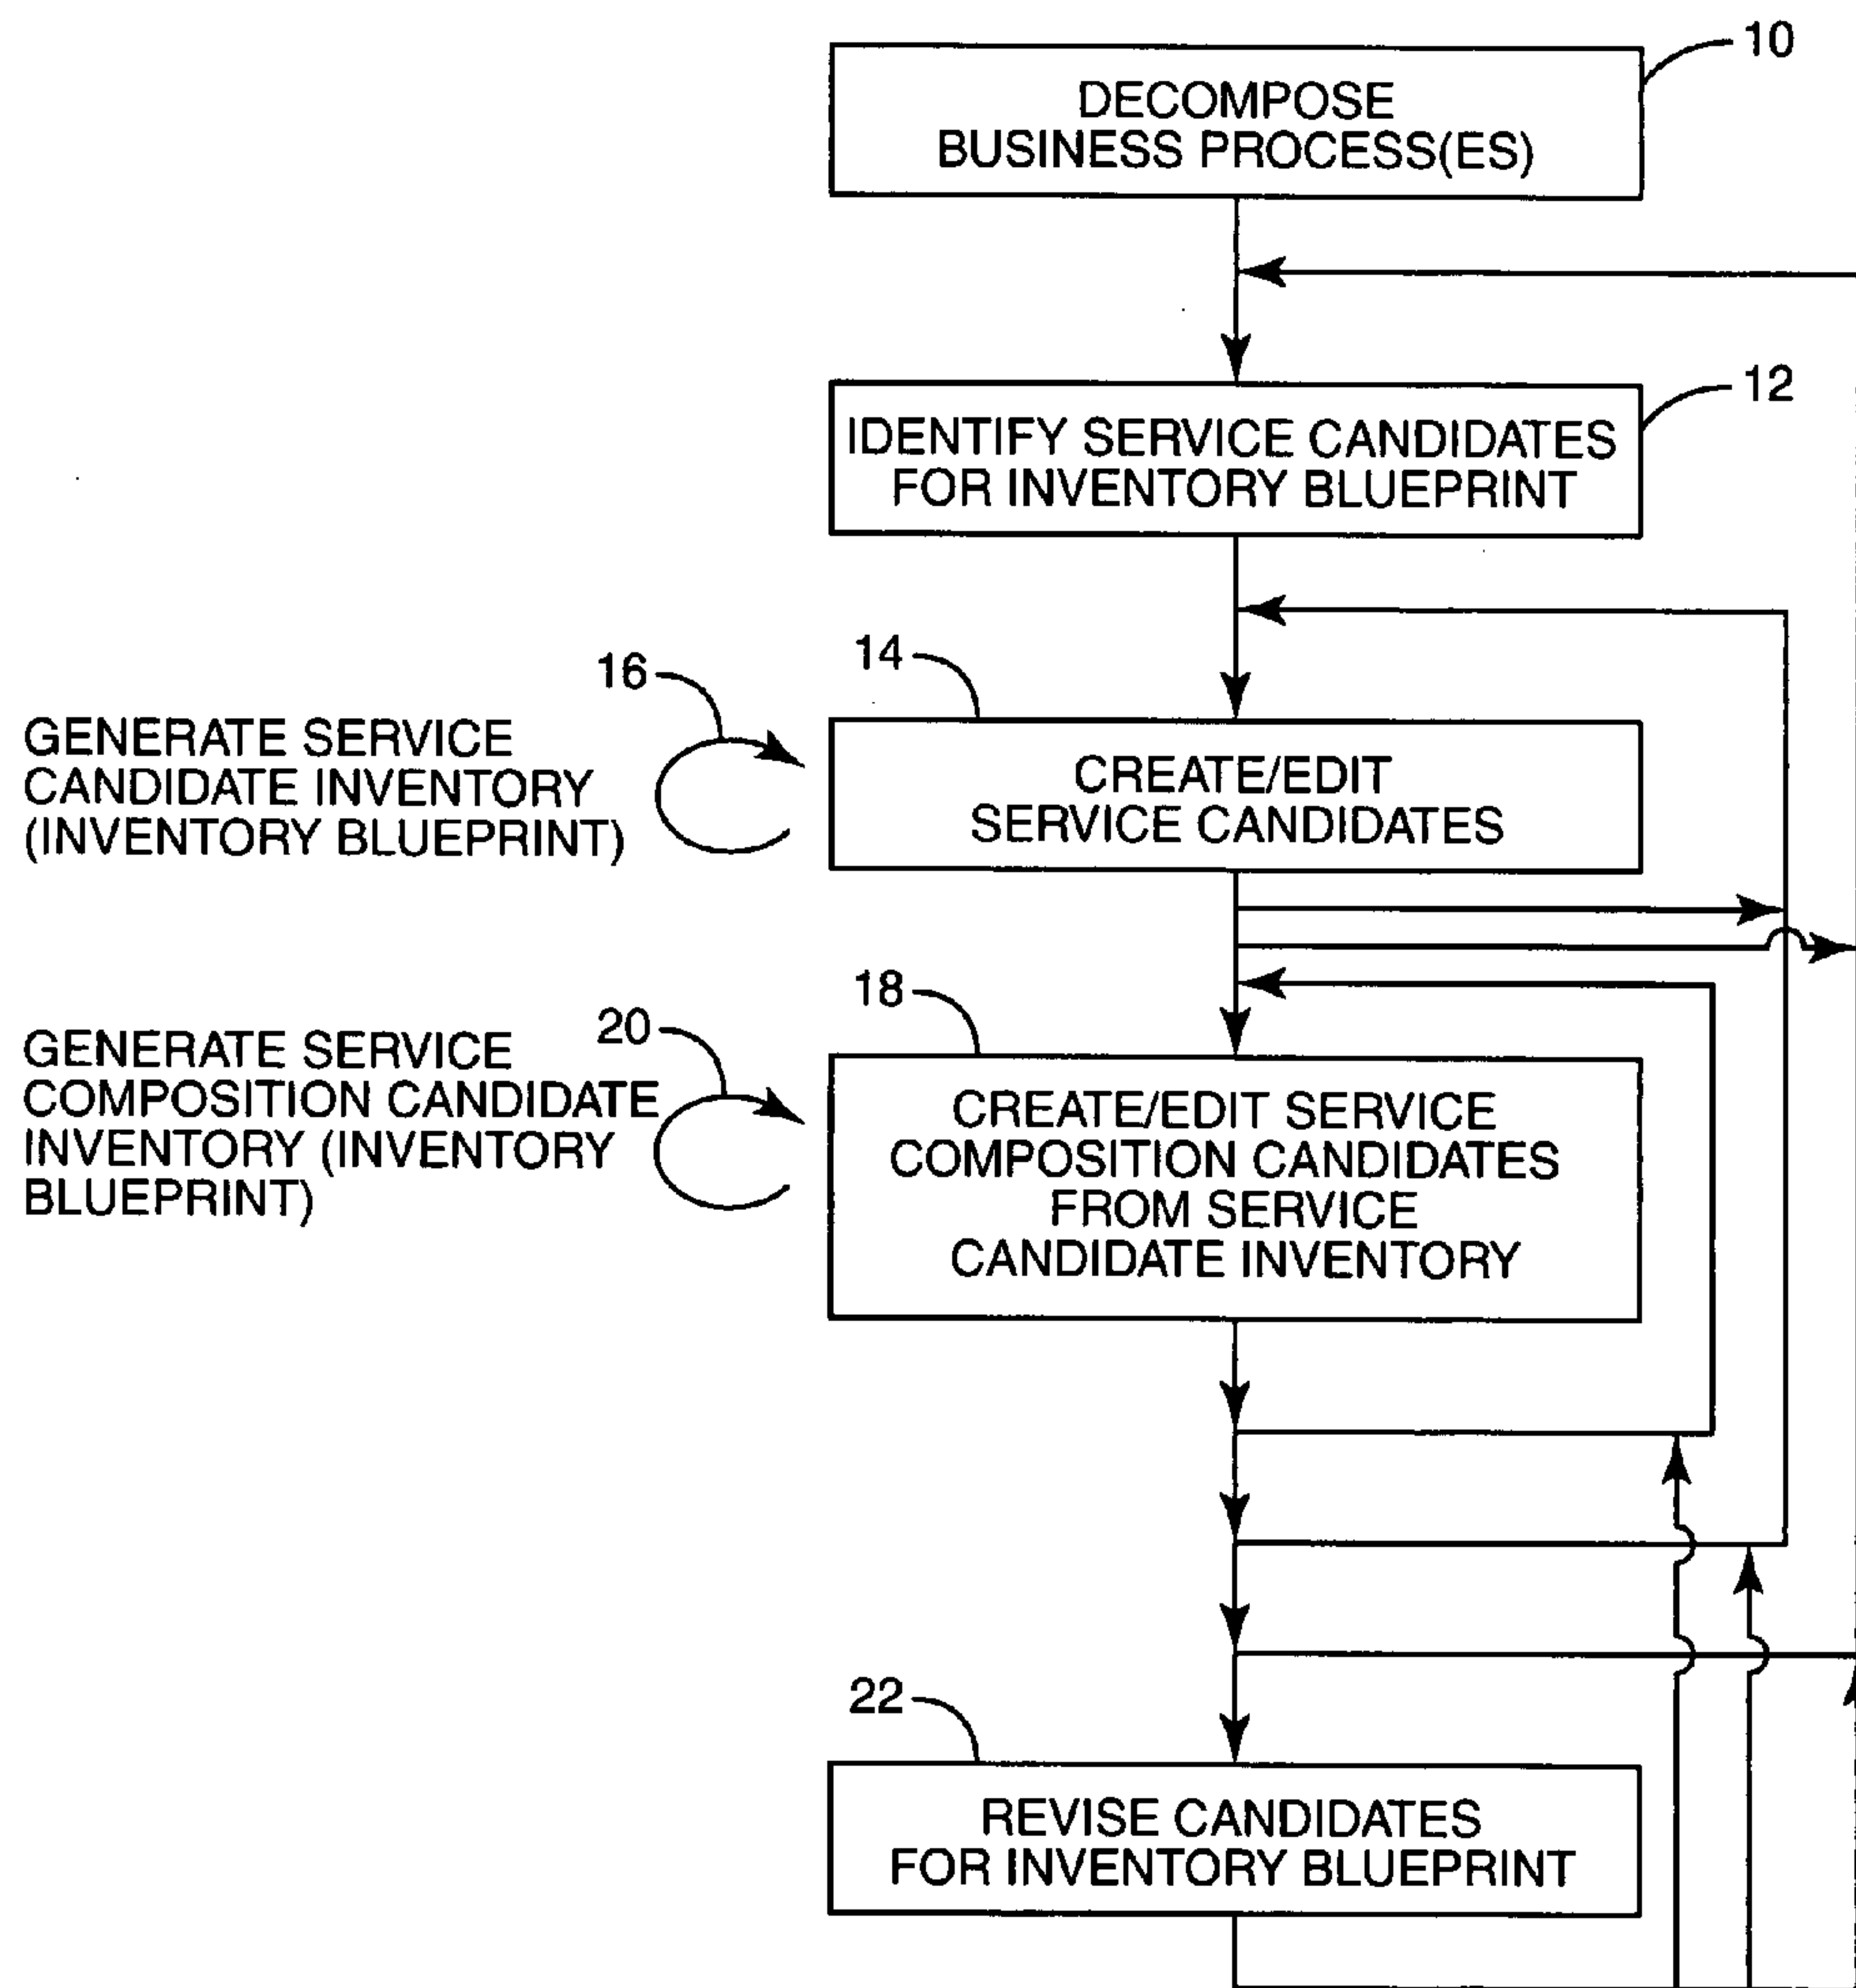 10
DECOMPOSE
BUSINESS PROCESS(ES)
12
IDENTIFY SERVICE CANDIDATES
FOR INVENTORY BLUEPRINT
14
16
GENERATE SERVICE
CANDIDATE INVENTORY
(INVENTORY BLUEPRINT)
CREATE/EDIT
SERVICE CANDIDATES
18
20
GENERATE SERVICE
COMPOSITION CANDIDATE
INVENTORY (INVENTORY
BLUEPRINT)
CREATE/EDIT SERVICE
COMPOSITION CANDIDATES
FROM SERVICE
CANDIDATE INVENTORY
22
REVISE CANDIDATES
FOR INVENTORY BLUEPRINT